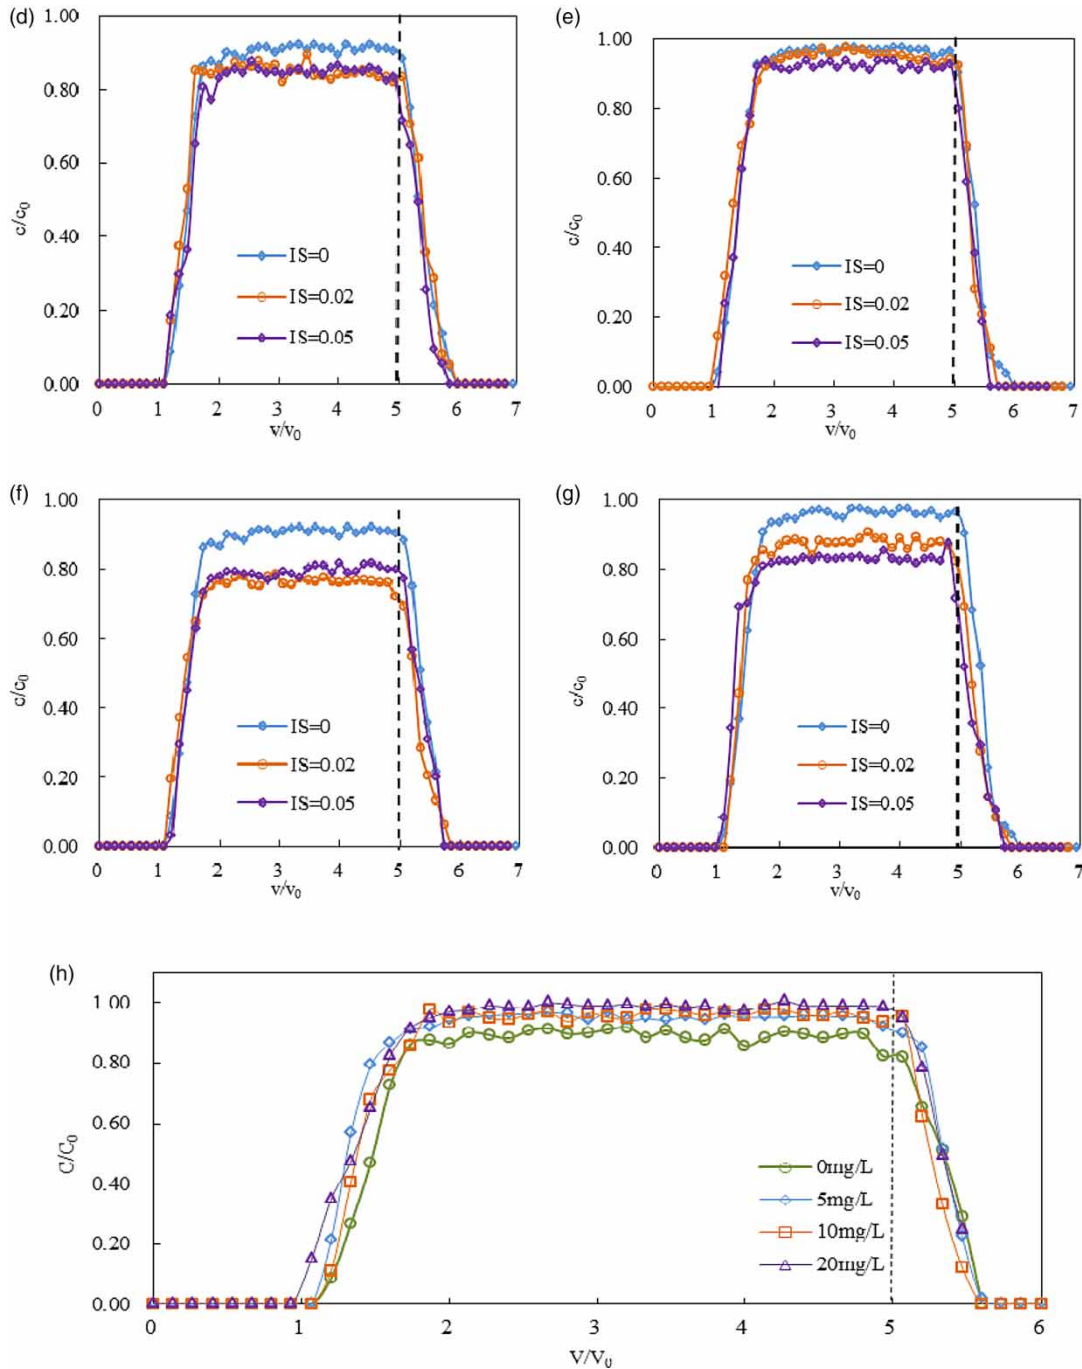 (d)
1.00
0.80
0.60
0.40
0.20
0.00
c/c0
IS=0
IS=0.02
IS=0.05
0 1 2 3 4 5 6 7
v/v0
(e)
1.00
0.80
0.60
0.40
0.20
0.00
c/c0
IS=0
IS=0.02
IS=0.05
0 1 2 3 4 5 6 7
v/v0
(f)
1.00
0.80
0.60
0.40
0.20
0.00
c/c0
IS=0
IS=0.02
IS=0.05
0 1 2 3 4 5 6 7
v/v0
(g)
1.00
0.80
0.60
0.40
0.20
0.00
c/c0
IS=0
IS=0.02
IS=0.05
0 1 2 3 4 5 6 7
v/v0
(h)
1.00
0.80
0.60
0.40
0.20
0.00
C/C0
0mg/L
5mg/L
10mg/L
20mg/L
0 1 2 3 4 5 6
V/V0